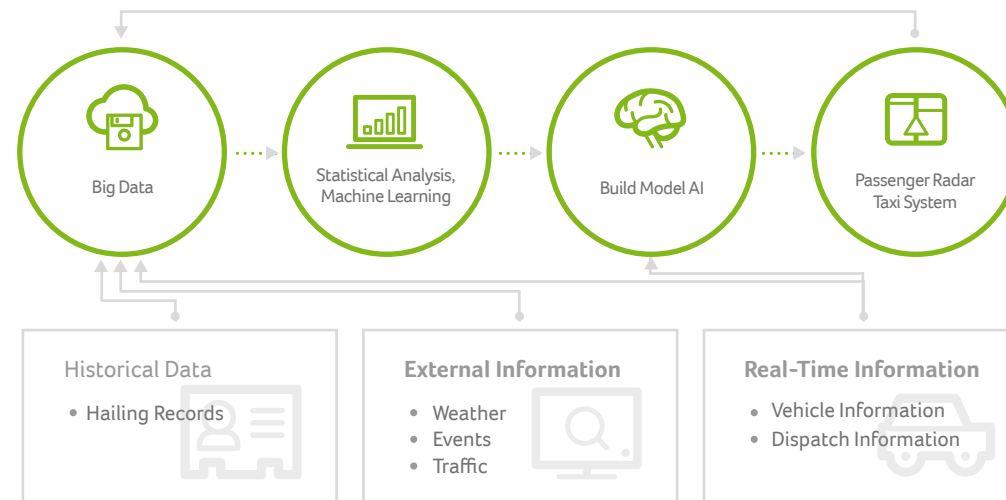 Big Data
Statistical Analysis,
Machine Learning
Build Model AI
Passenger Radar
Taxi System
Historical Data
• Hailing Records
External Information
• Weather
• Events
• Traffic
Real-Time Information
• Vehicle Information
• Dispatch Information